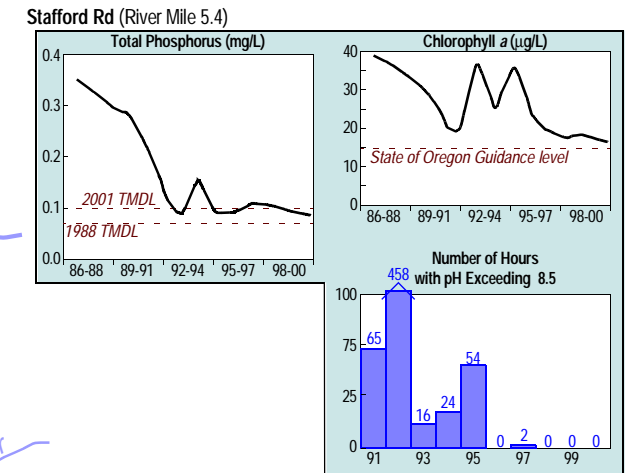 Stafford Rd (River Mile 5.4)
Total Phosphorus (mg/L)
0.4
0.3
0.2
0.1
0.0
2001 TMDL
1988 TMDL
86-88 89-91 92-94 95-97 98-00
Chlorophyll a (µg/L)
40
30
20
10
0
State of Oregon Guidance level
86-88 89-91 92-94 95-97 98-00
Number of Hours
with pH Exceeding 8.5
100
75
25
0
65
458
16
24
54
0
2
0
0
0
91 93 95 97 99